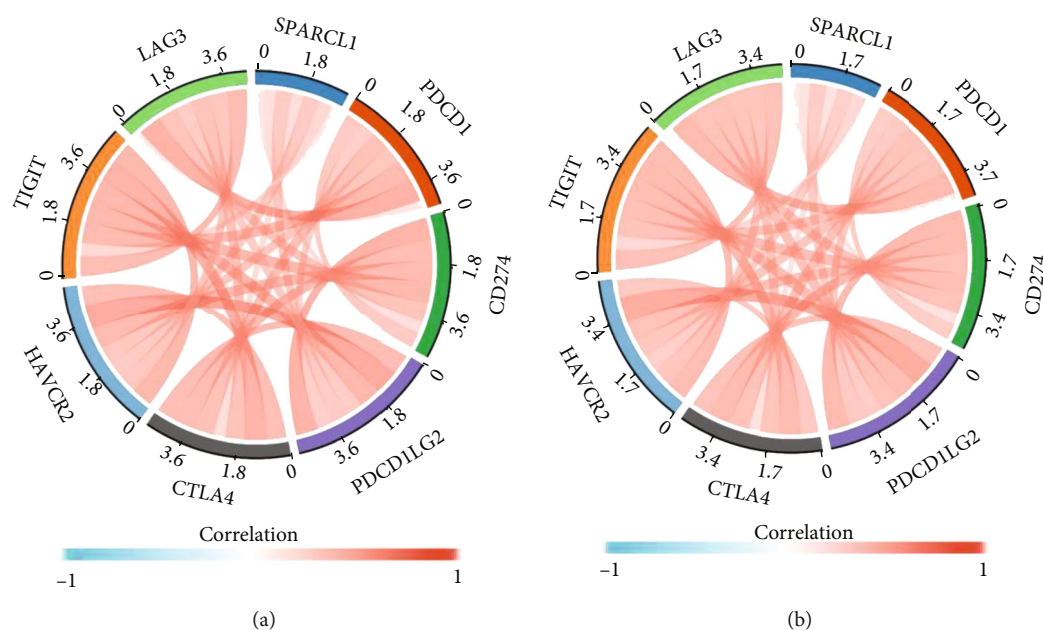 SPARCL1
0
1.8
PDCD1
0
1.8
3.6
CD274
0
1.8
3.6
PDCD1LG2
0
1.8
3.6
CTLA4
0
1.8
3.6
HAVCR2
0
1.8
3.6
TIGIT
0
1.8
3.6
LAG3
0
1.8
3.6
Correlation
–1
1
(a)
SPARCL1
0
1.7
PDCD1
0
1.7
3.7
CD274
0
1.7
3.4
PDCD1LG2
0
1.7
3.4
CTLA4
0
1.7
3.4
HAVCR2
0
1.7
3.4
TIGIT
0
1.7
3.4
LAG3
0
1.7
3.4
Correlation
–1
1
(b)